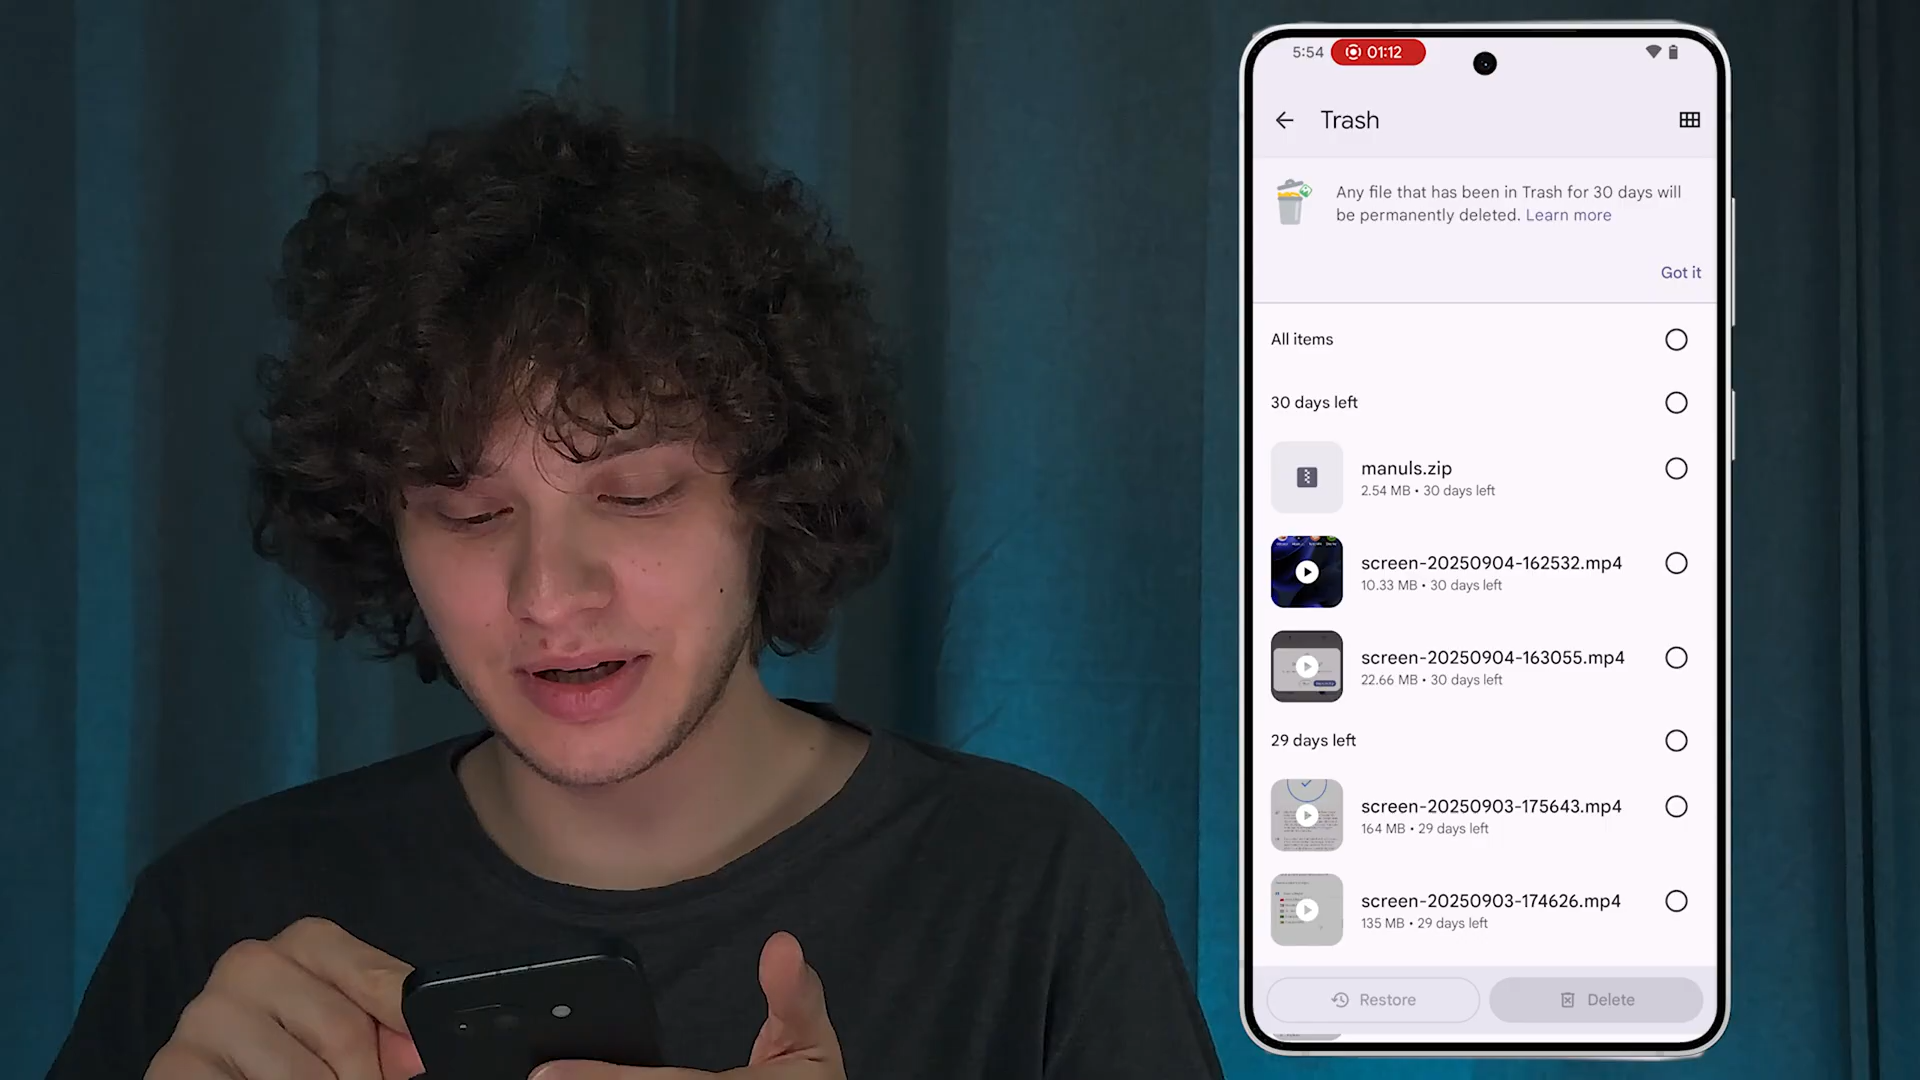 5:54
01:12
Trash
Any file that has been in Trash for 30 days will
be permanently deleted. Learn more
Got it
All items
30 days left
manuls.zip
2.54 MB • 30 days left
screen-20250904-162532.mp4
10.33 MB • 30 days left
screen-20250904-163055.mp4
22.66 MB • 30 days left
29 days left
screen-20250903-175643.mp4
164 MB • 29 days left
screen-20250903-174626.mp4
135 MB • 29 days left
Restore
Delete